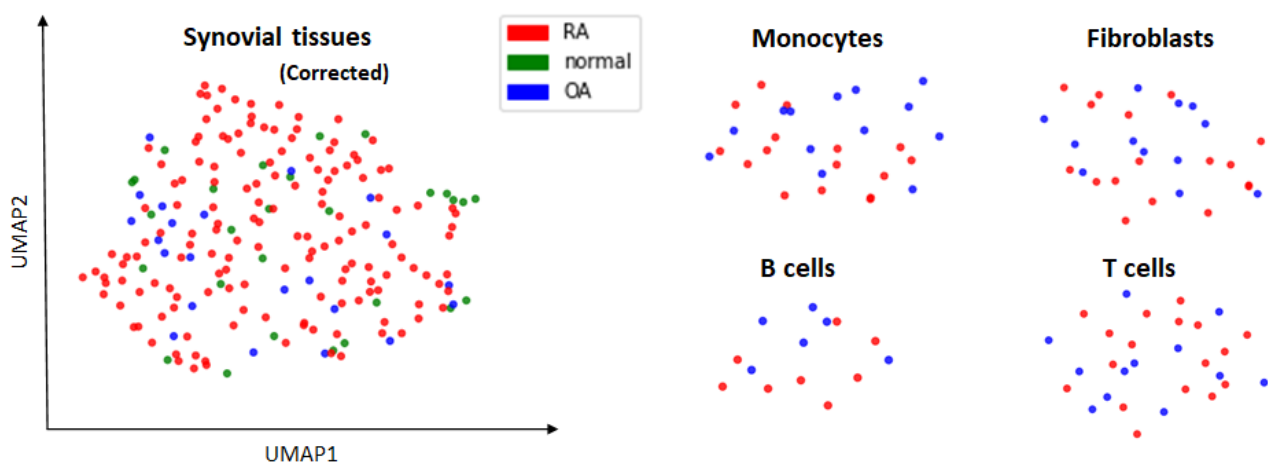 Synovial tissues
(Corrected)
RA
normal
OA
Monocytes
Fibroblasts
B cells
T cells
UMAP2
UMAP1